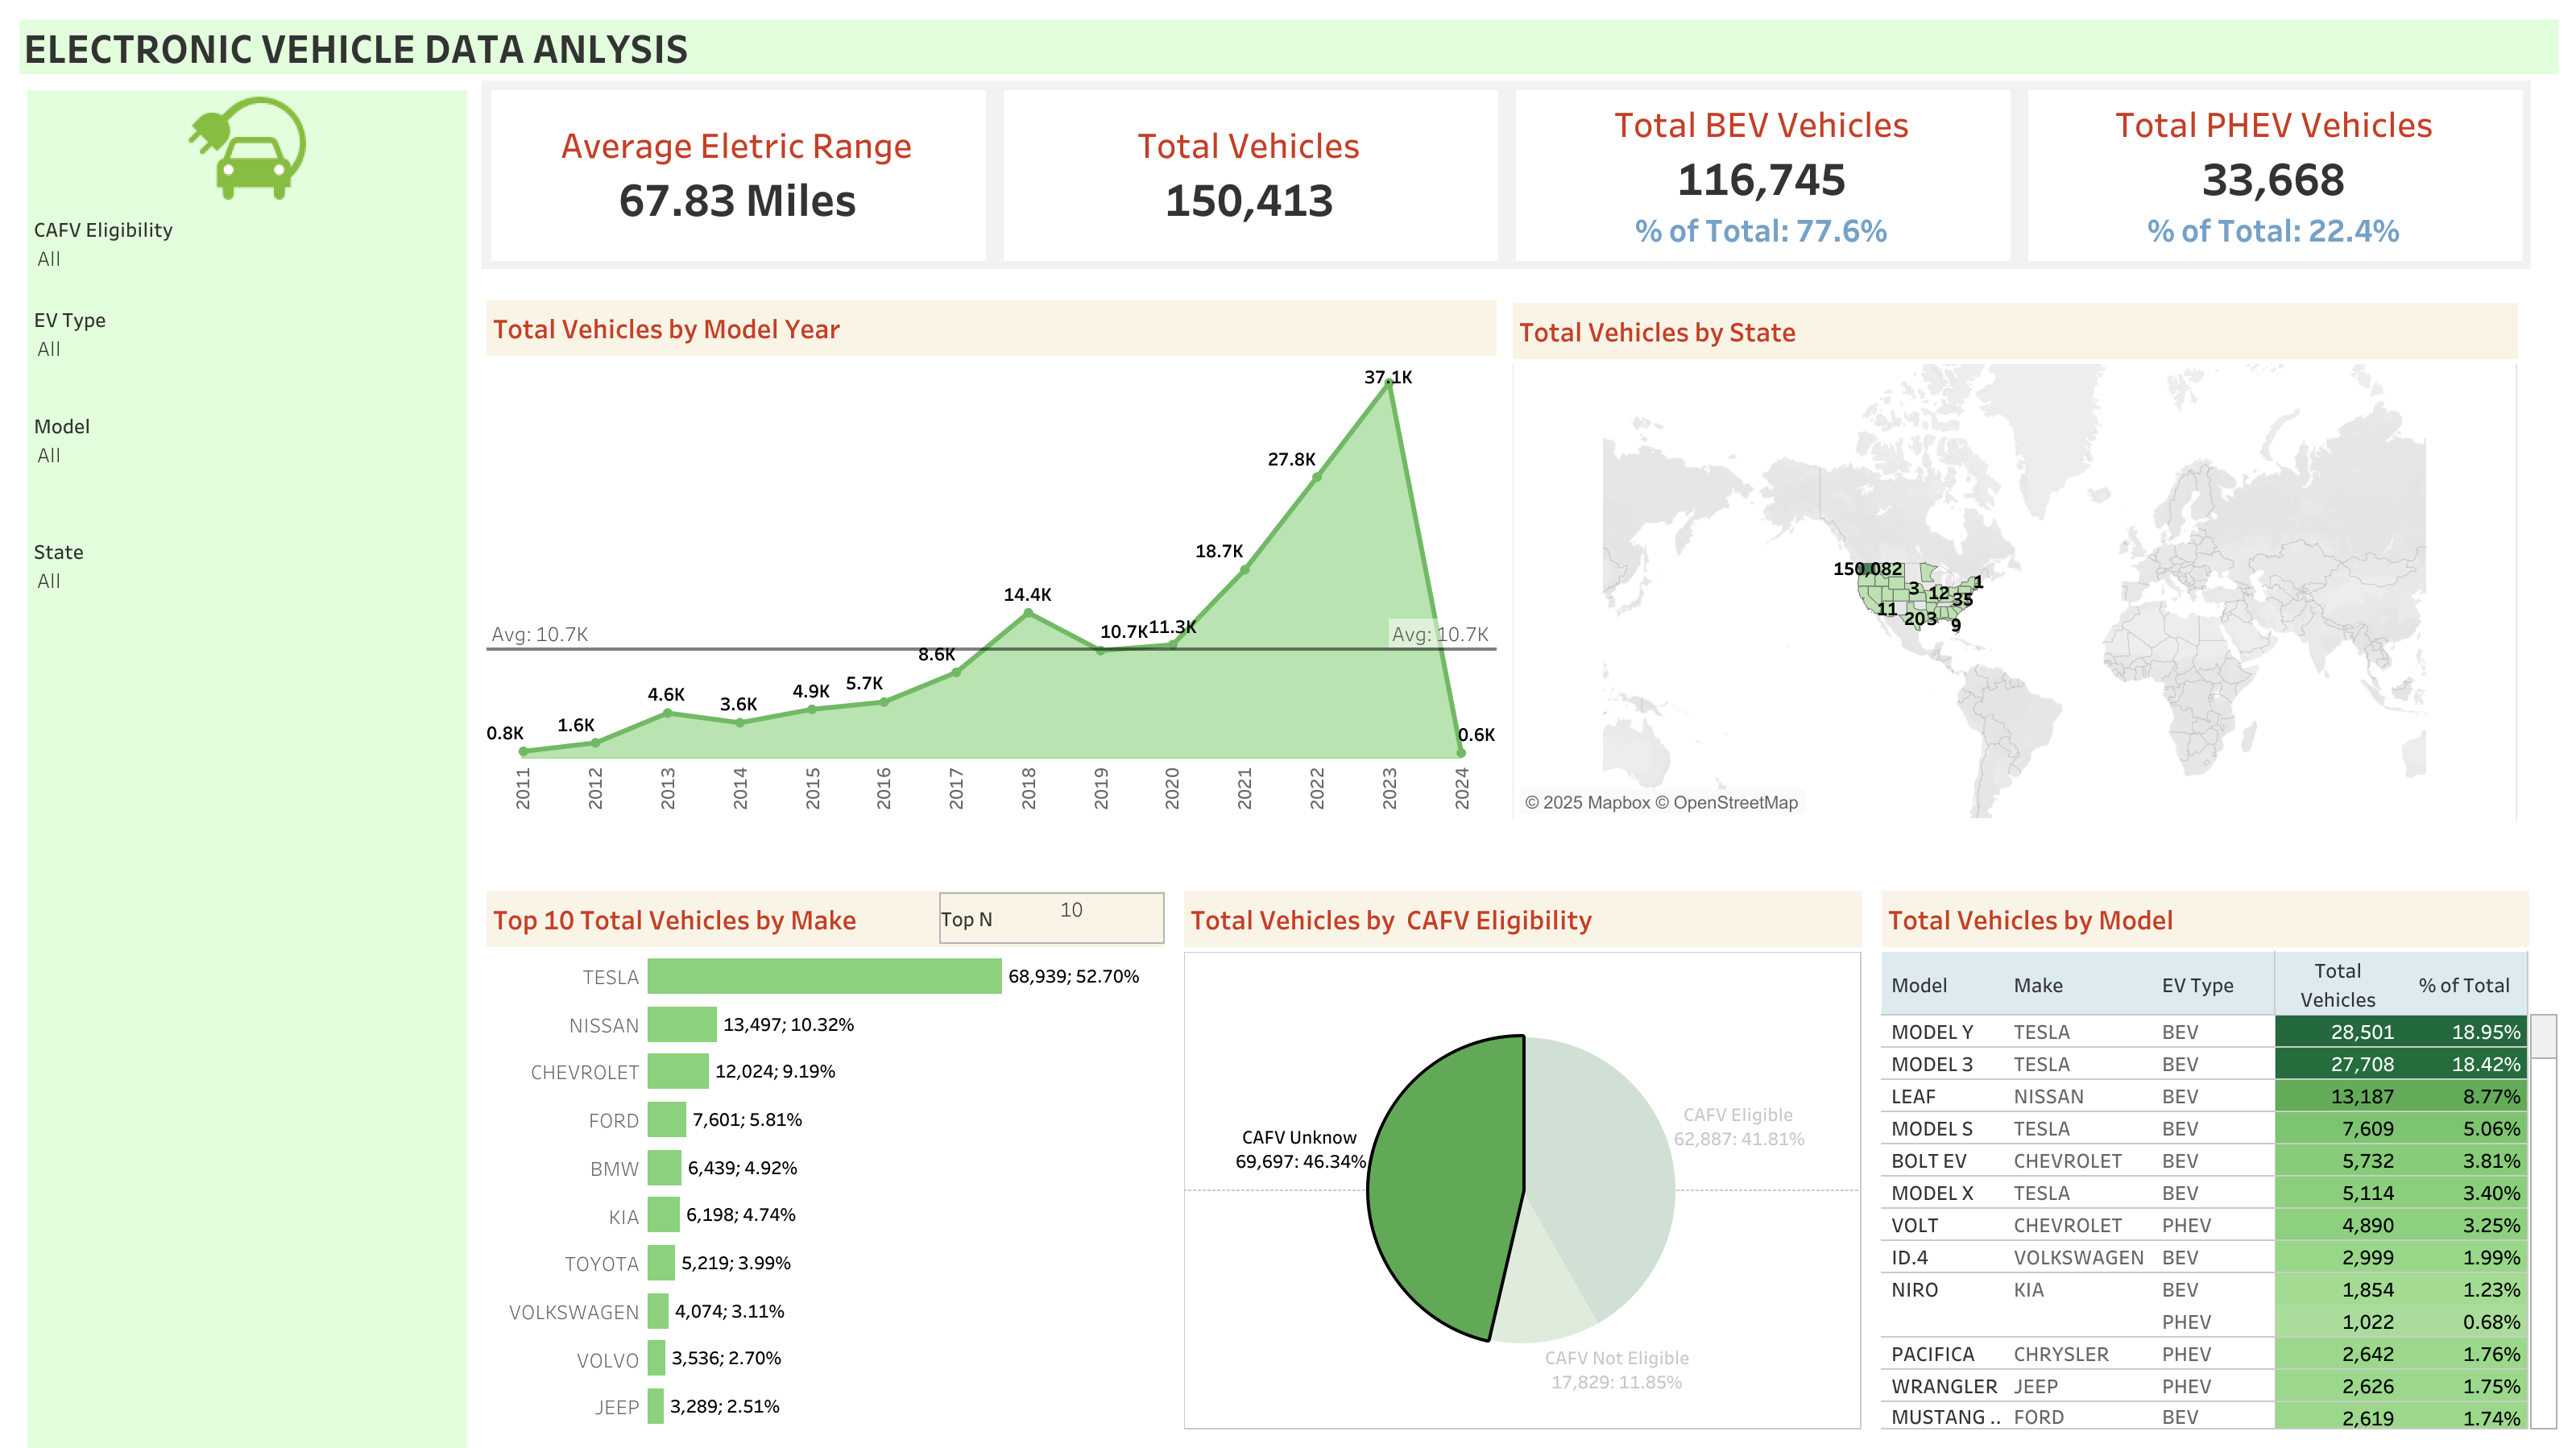 ELECTRONIC VEHICLE DATA ANLYSIS
CAFV Eligibility
All
EV Type
All
Model
All
State
All
Average Eletric Range
67.83 Miles
Total Vehicles
150,413
Total BEV Vehicles
116,745
% of Total: 77.6%
Total PHEV Vehicles
33,668
% of Total: 22.4%
Total Vehicles by Model Year
37.1K
27.8K
18.7K
14.4K
10.7K
11.3K
8.6K
Avg: 10.7K
Avg: 10.7K
4.6K
3.6K
4.9K
5.7K
0.8K
1.6K
0.6K
2011
2012
2013
2014
2015
2016
2017
2018
2019
2020
2021
2022
2023
2024
Total Vehicles by State
150,082
3
12
35
1
11
203
9
© 2025 Mapbox © OpenStreetMap
Top 10 Total Vehicles by Make
Top N
10
TESLA 68,939; 52.70%
NISSAN 13,497; 10.32%
CHEVROLET 12,024; 9.19%
FORD 7,601; 5.81%
BMW 6,439; 4.92%
KIA 6,198; 4.74%
TOYOTA 5,219; 3.99%
VOLKSWAGEN 4,074; 3.11%
VOLVO 3,536; 2.70%
JEEP 3,289; 2.51%
Total Vehicles by CAFV Eligibility
CAFV Eligible
62,887: 41.81%
CAFV Unknow
69,697: 46.34%
CAFV Not Eligible
17,829: 11.85%
Total Vehicles by Model
Model Make EV Type Total Vehicles % of Total
MODEL Y TESLA BEV 28,501 18.95%
MODEL 3 TESLA BEV 27,708 18.42%
LEAF NISSAN BEV 13,187 8.77%
MODEL S TESLA BEV 7,609 5.06%
BOLT EV CHEVROLET BEV 5,732 3.81%
MODEL X TESLA BEV 5,114 3.40%
VOLT CHEVROLET PHEV 4,890 3.25%
ID.4 VOLKSWAGEN BEV 2,999 1.99%
NIRO KIA BEV 1,854 1.23%
PHEV 1,022 0.68%
PACIFICA CHRYSLER PHEV 2,642 1.76%
WRANGLER JEEP PHEV 2,626 1.75%
MUSTANG .. FORD BEV 2,619 1.74%